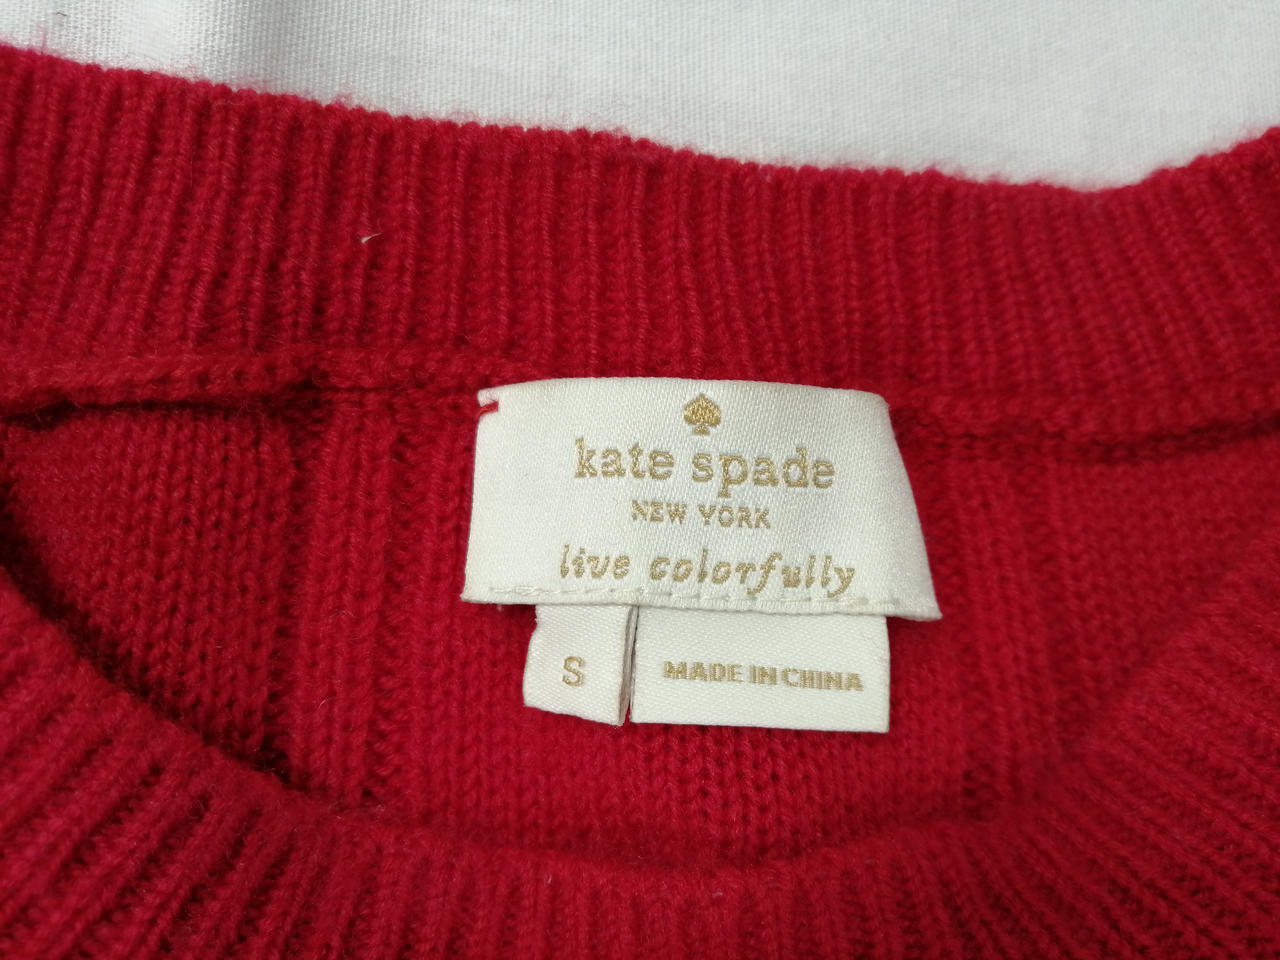 kate spade
NEW YORK
live colorfully
S
MADE IN CHINA